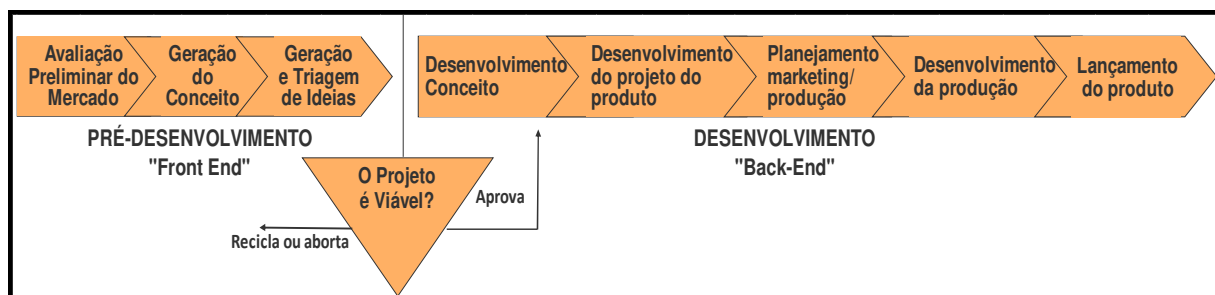 Avaliação
Preliminar do
Mercado
Geração
do
Conceito
Geração
e Triagem
de Ideias
Desenvolvimento
Conceito
Desenvolvimento
do projeto do
produto
Planejamento
marketing/
produção
Desenvolvimento
da produção
Lançamento
do produto
PRÉ-DESENVOLVIMENTO
"Front End"
DESENVOLVIMENTO
"Back-End"
O Projeto
é Viável?
Aprova
Recicla ou aborta